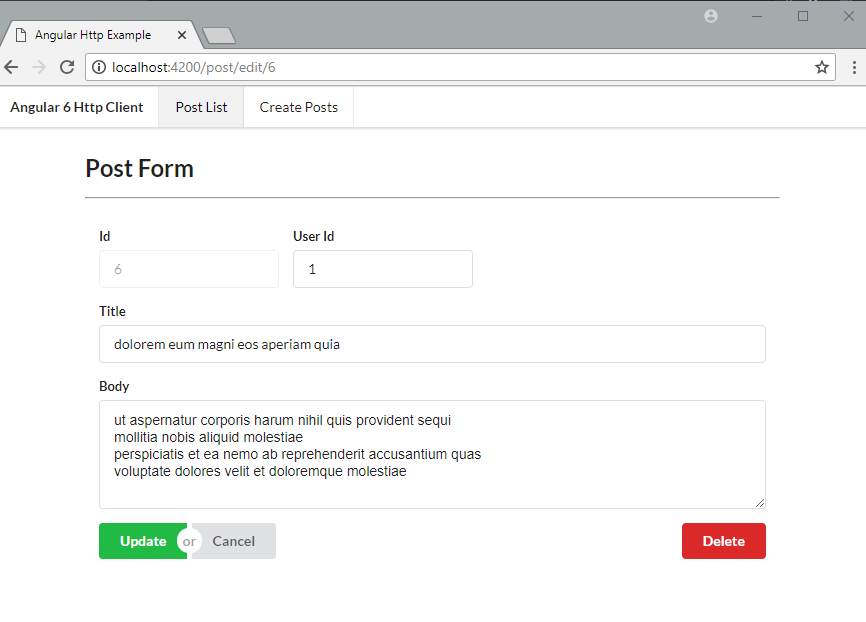 Angular Http Example
localhost:4200/post/edit/6
Angular 6 Http Client Post List Create Posts
Post Form
Id User Id
6 1
Title
dolorem eum magni eos aperiam quia
Body
ut aspernatur corporis harum nihil quis provident sequi
mollitia nobis aliquid molestiae
perspiciatis et ea nemo ab reprehenderit accusantium quas
voluptate dolores velit et doloremque molestiae
Update or Cancel Delete